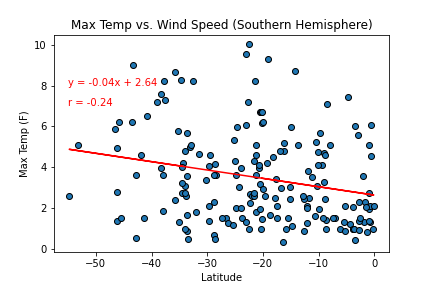 Max Temp vs. Wind Speed (Southern Hemisphere)
10
8
6
4
2
0
Max Temp (F)
y = -0.04x + 2.64
r = -0.24
−50
−40
−30
−20
−10
0
Latitude